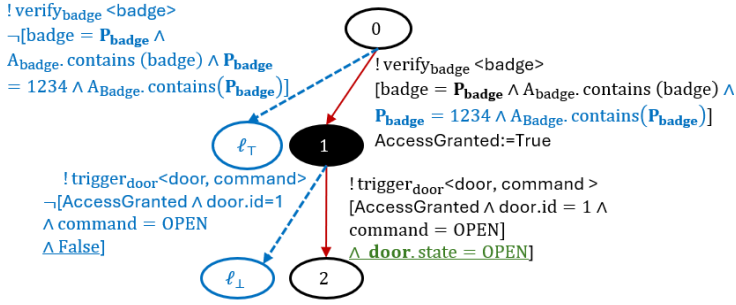 ! verify_badge <badge>
¬[badge = P_badge ∧
A_badge. contains (badge) ∧ P_badge
= 1234 ∧ A_Badge. contains(P_badge)]
0
! verify_badge <badge>
[badge = P_badge ∧ A_badge. contains (badge) ∧
P_badge = 1234 ∧ A_Badge. contains(P_badge)]
AccessGranted:=True
ℓ_⊤
1
! trigger_door<door, command>
¬[AccessGranted ∧ door.id=1
∧ command = OPEN
∧ False]
! trigger_door<door, command >
[AccessGranted ∧ door.id = 1 ∧
command = OPEN]
∧ door. state = OPEN]
ℓ_⊥
2